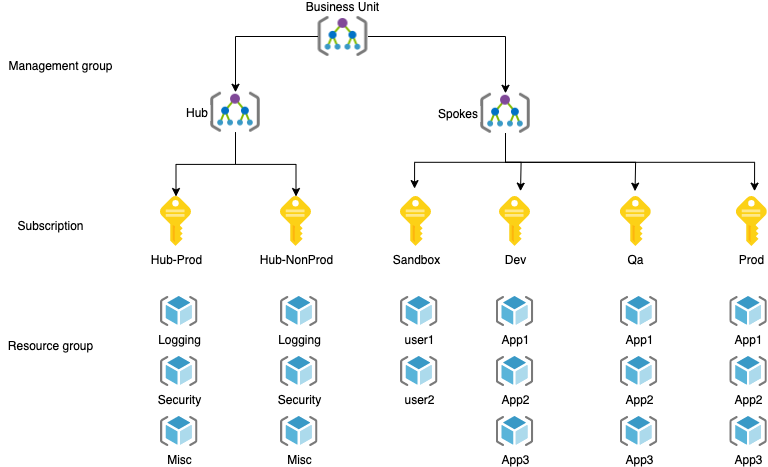 Business Unit
Management group
Hub
Spokes
Subscription
Hub-Prod
Hub-NonProd
Sandbox
Dev
Qa
Prod
Resource group
Logging
Logging
user1
App1
App1
App1
Security
Security
user2
App2
App2
App2
Misc
Misc
App3
App3
App3